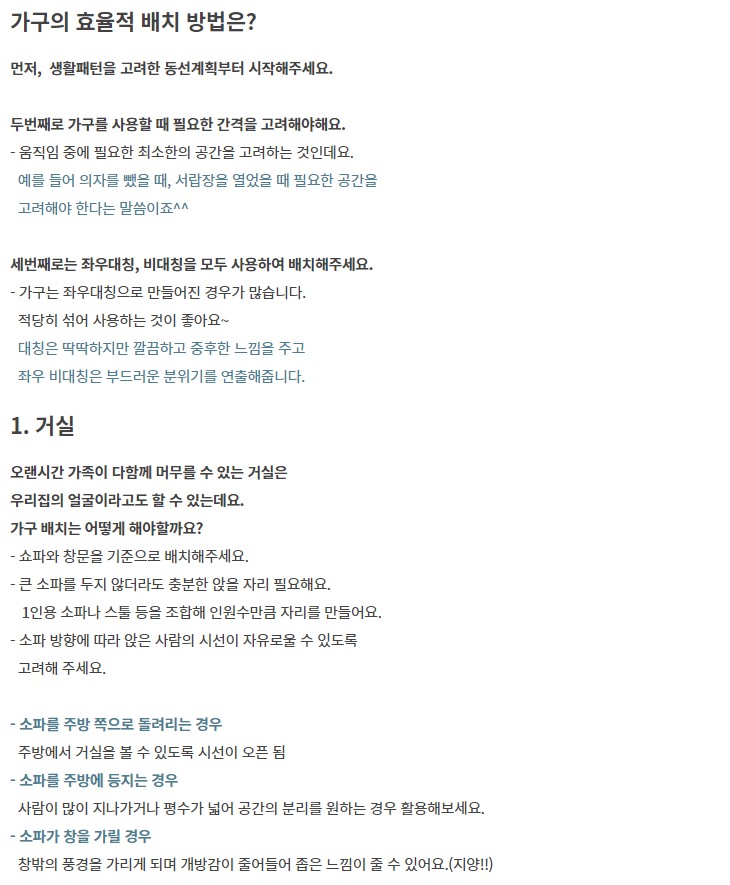 가구의 효율적 배치 방법은?
먼저, 생활패턴을 고려한 동선계획부터 시작해주세요.
두번째로 가구를 사용할 때 필요한 간격을 고려해야해요.
- 움직임 중에 필요한 최소한의 공간을 고려하는 것인데요.
예를 들어 의자를 뺐을 때, 서랍장을 열었을 때 필요한 공간을
고려해야 한다는 말씀이죠^^
세번째로는 좌우대칭, 비대칭을 모두 사용하여 배치해주세요.
- 가구는 좌우대칭으로 만들어진 경우가 많습니다.
적당히 섞어 사용하는 것이 좋아요~
대칭은 딱딱하지만 깔끔하고 중후한 느낌을 주고
좌우 비대칭은 부드러운 분위기를 연출해줍니다.
1. 거실
오랜시간 가족이 다함께 머무를 수 있는 거실은
우리집의 얼굴이라고도 할 수 있는데요.
가구 배치는 어떻게 해야할까요?
- 쇼파와 창문을 기준으로 배치해주세요.
- 큰 소파를 두지 않더라도 충분한 앉을 자리 필요해요.
1인용 소파나 스툴 등을 조합해 인원수만큼 자리를 만들어요.
- 소파 방향에 따라 앉은 사람의 시선이 자유로울 수 있도록
고려해 주세요.
- 소파를 주방 쪽으로 돌려리는 경우
주방에서 거실을 볼 수 있도록 시선이 오픈 됨
- 소파를 주방에 등지는 경우
사람이 많이 지나가거나 평수가 넓어 공간의 분리를 원하는 경우 활용해보세요.
- 소파가 창을 가릴 경우
창밖의 풍경을 가리게 되며 개방감이 줄어들어 좁은 느낌이 줄 수 있어요.(지양!!)